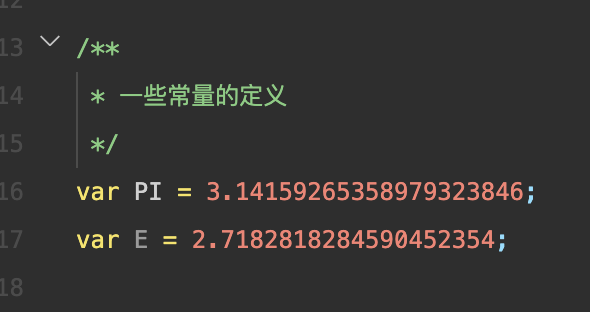 12
13 /**
14 * 一些常量的定义
15 */
16 var PI = 3.14159265358979323846;
17 var E = 2.7182818284590452354;
18